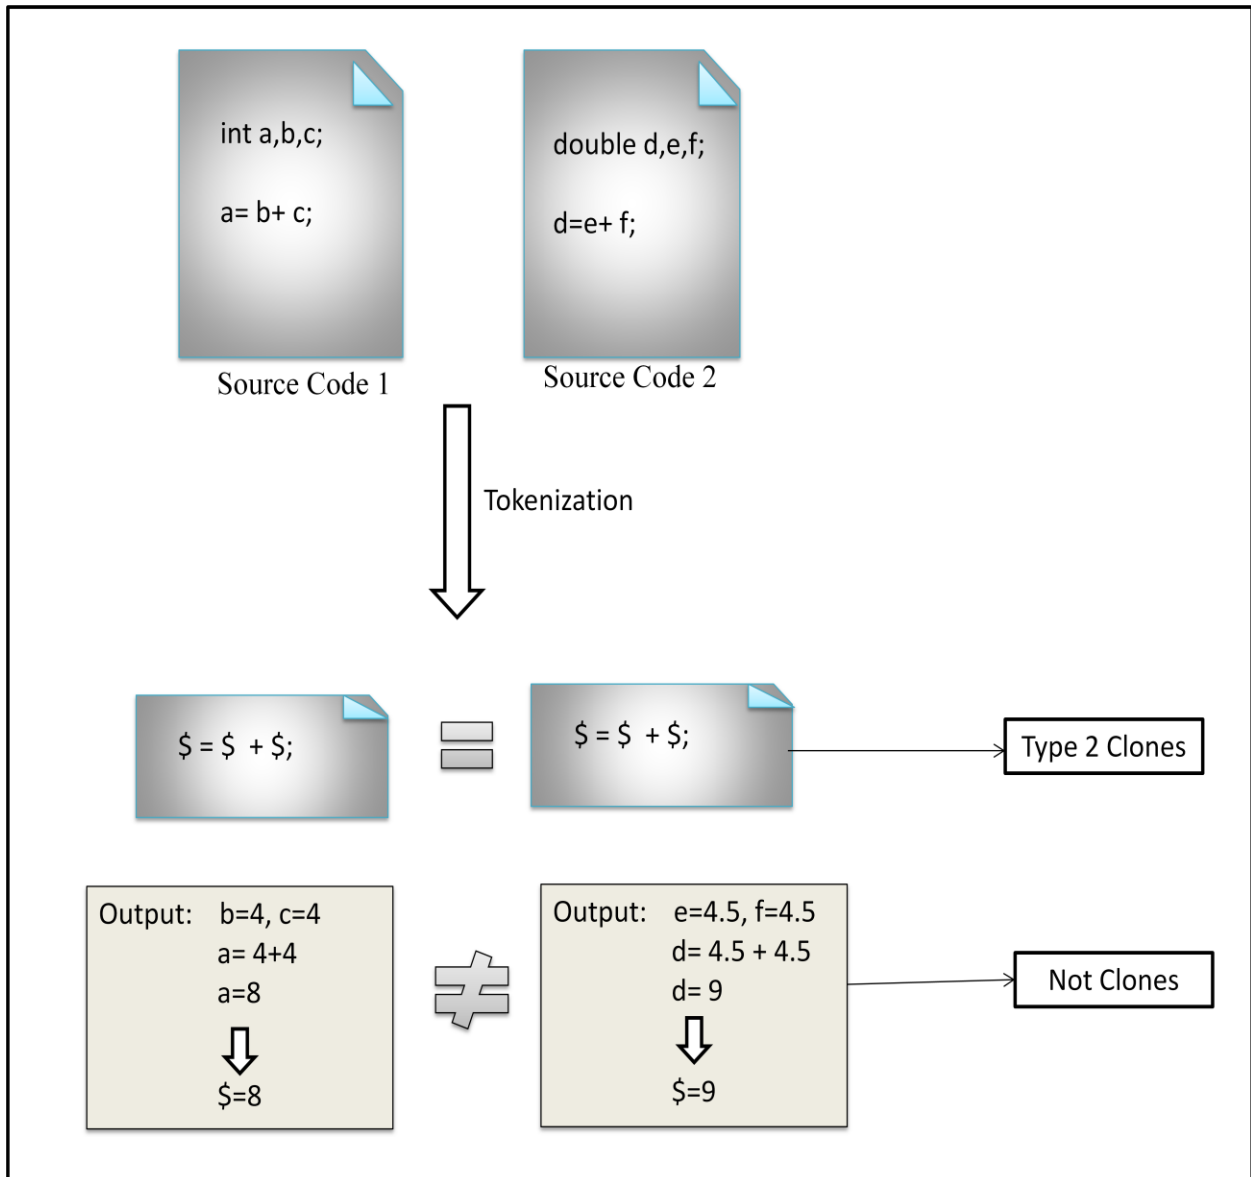 int a,b,c;
a= b+ c;
Source Code 1
double d,e,f;
d=e+ f;
Source Code 2
Tokenization
$ = $  + $;
$ = $  + $;
Type 2 Clones
Output: b=4, c=4
a= 4+4
a=8
$=8
Output: e=4.5, f=4.5
d= 4.5 + 4.5
d= 9
$=9
Not Clones